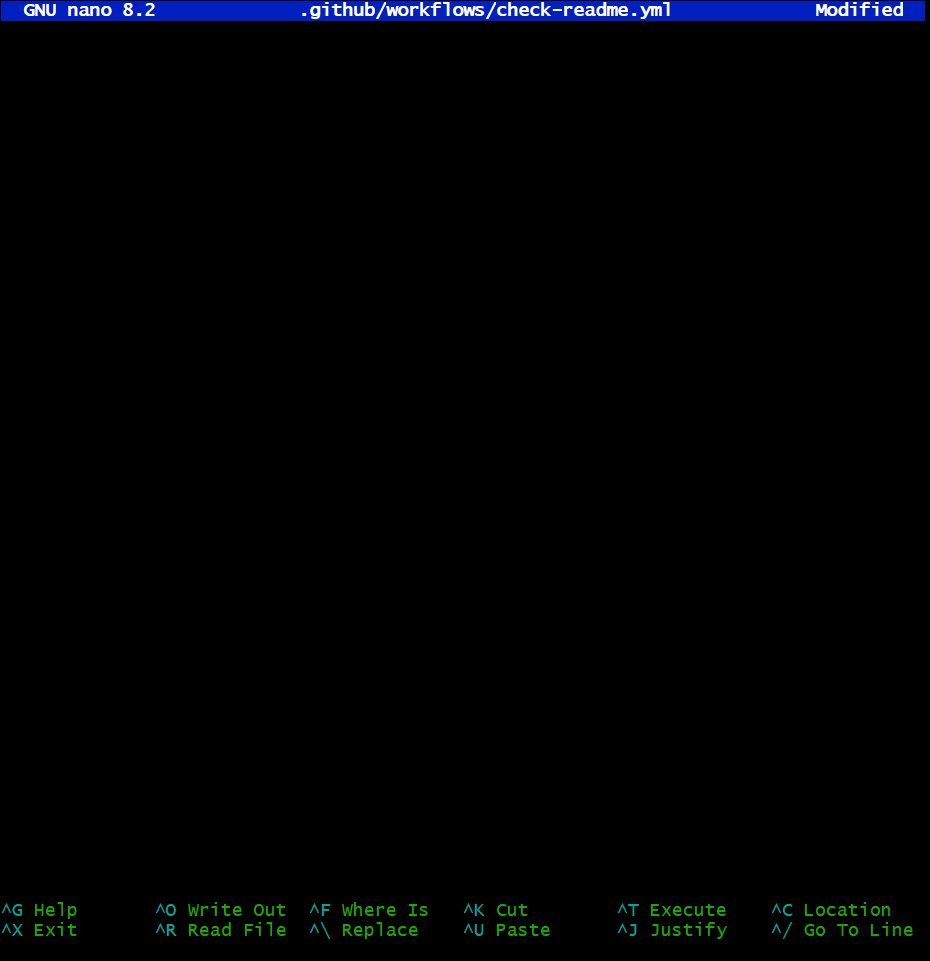 GNU nano 8.2 .github/workflows/check-readme.yml Modified
^G Help ^O Write Out ^F Where Is ^K Cut ^T Execute ^C Location
^X Exit ^R Read File ^\ Replace ^U Paste ^J Justify ^/ Go To Line